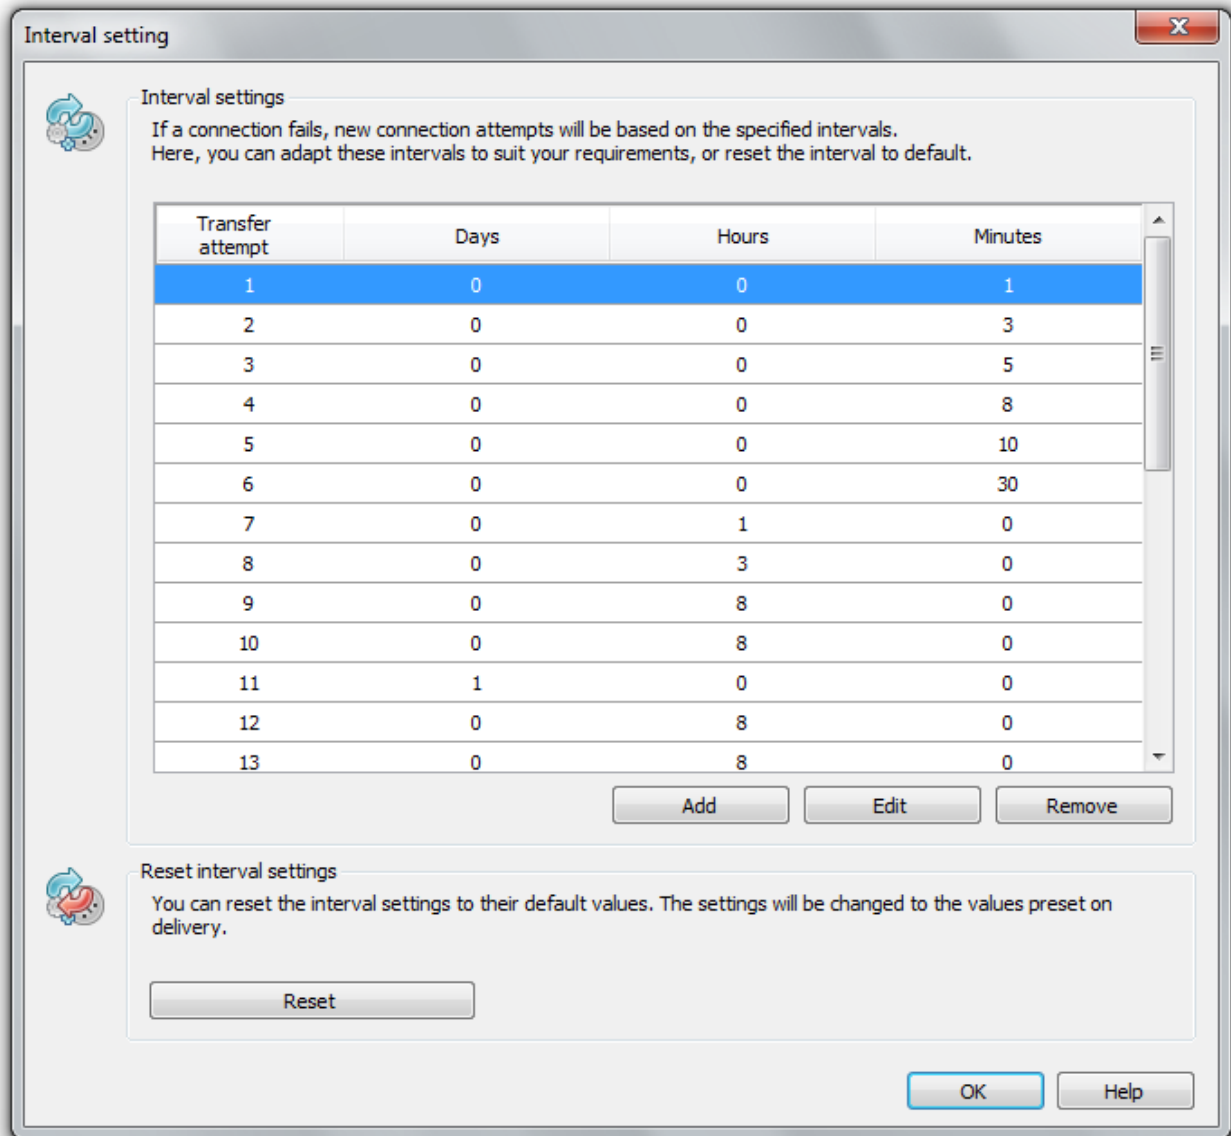 Interval setting
Interval settings
If a connection fails, new connection attempts will be based on the specified intervals.
Here, you can adapt these intervals to suit your requirements, or reset the interval to default.
Transfer attempt Days Hours Minutes
1 0 0 1
2 0 0 3
3 0 0 5
4 0 0 8
5 0 0 10
6 0 0 30
7 0 1 0
8 0 3 0
9 0 8 0
10 0 8 0
11 1 0 0
12 0 8 0
13 0 8 0
Add Edit Remove
Reset interval settings
You can reset the interval settings to their default values. The settings will be changed to the values preset on
delivery.
Reset
OK Help